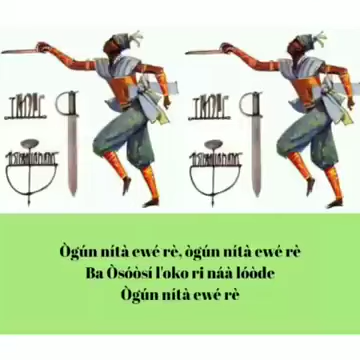 Ògún nítà ewé rè, ògún nítà ewé rè
Ba Òsóòsí l'oko ri náà lóòde
Ògún nítà ewé rè